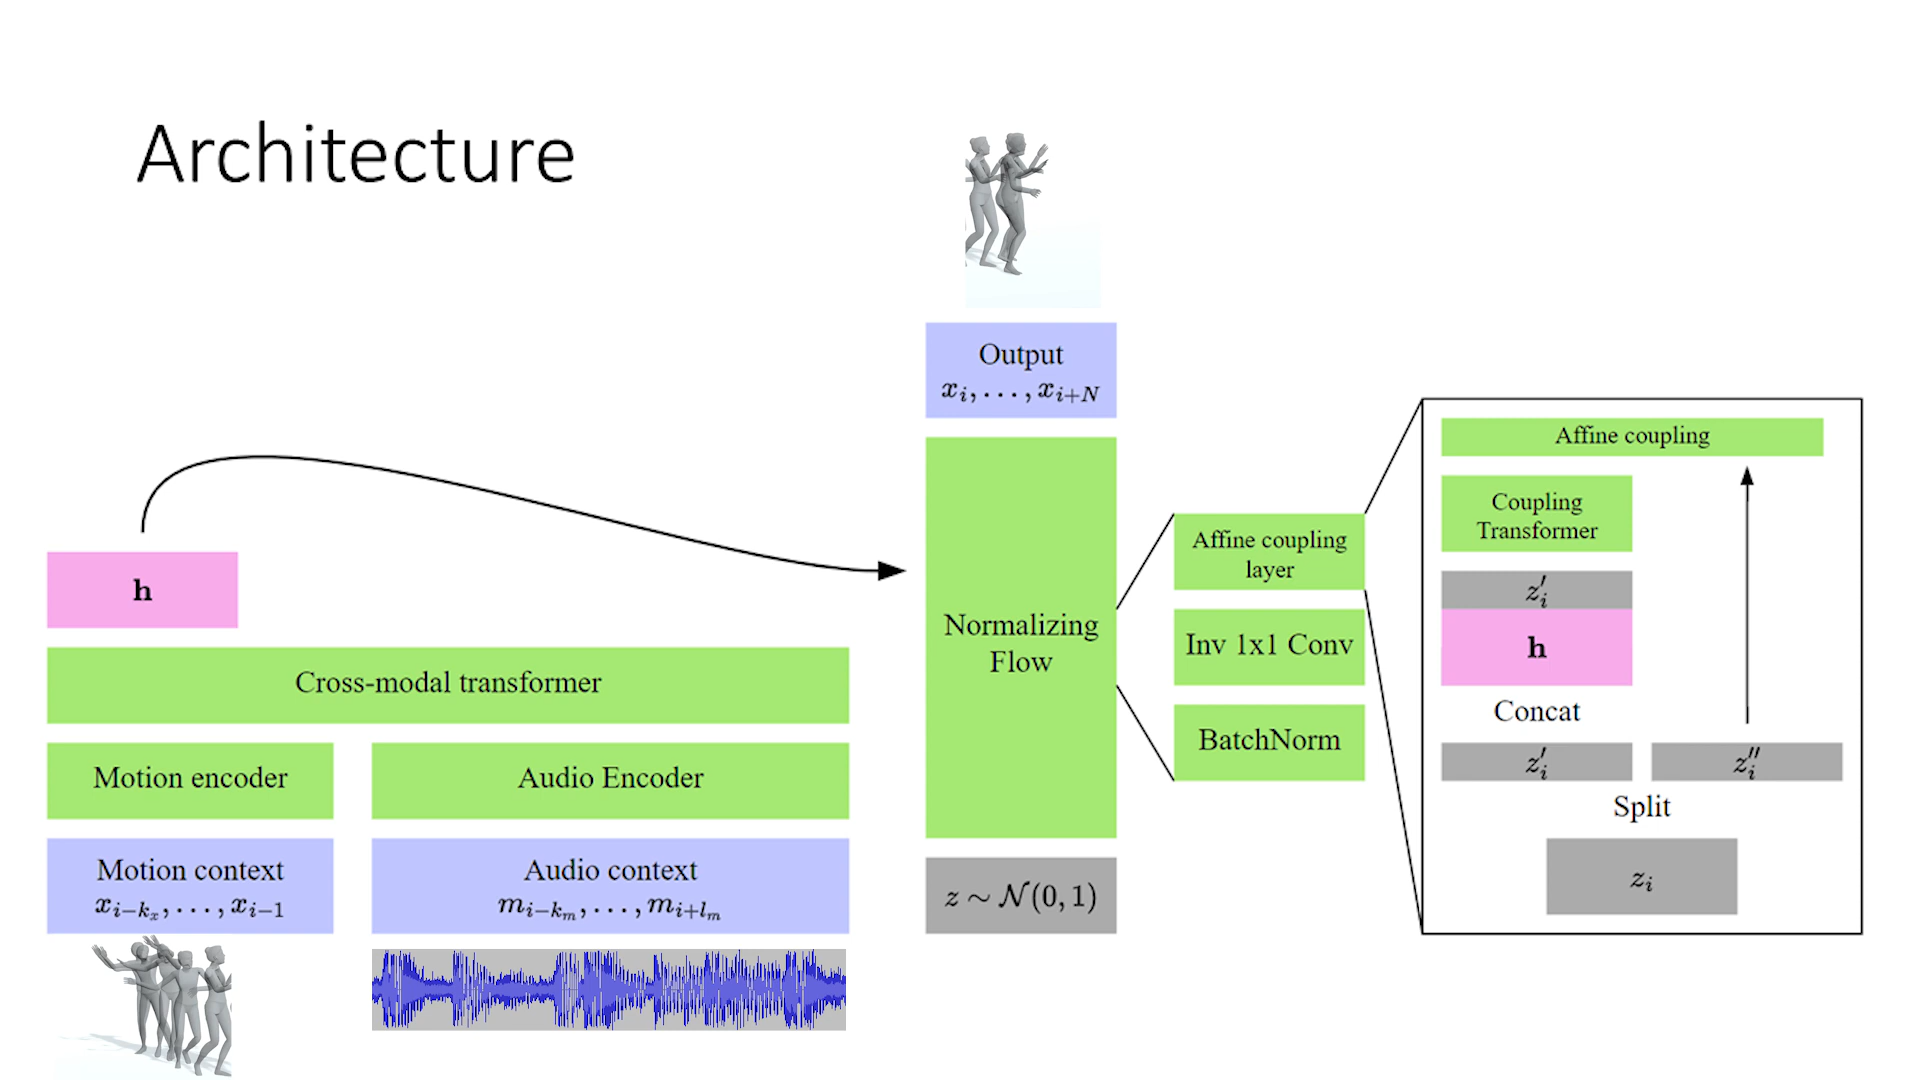 Architecture
Output
x_i, . . . , x_{i+N}
h
Cross-modal transformer
Motion encoder
Audio Encoder
Motion context
x_{i-k_x}, . . . , x_{i-1}
Audio context
m_{i-k_m}, . . . , m_{i+l_m}
Normalizing
Flow
z ∼ 𝒩(0, 1)
Affine coupling
layer
Inv 1x1 Conv
BatchNorm
Affine coupling
Coupling
Transformer
z'_i
h
Concat
z'_i
z''_i
Split
z_i